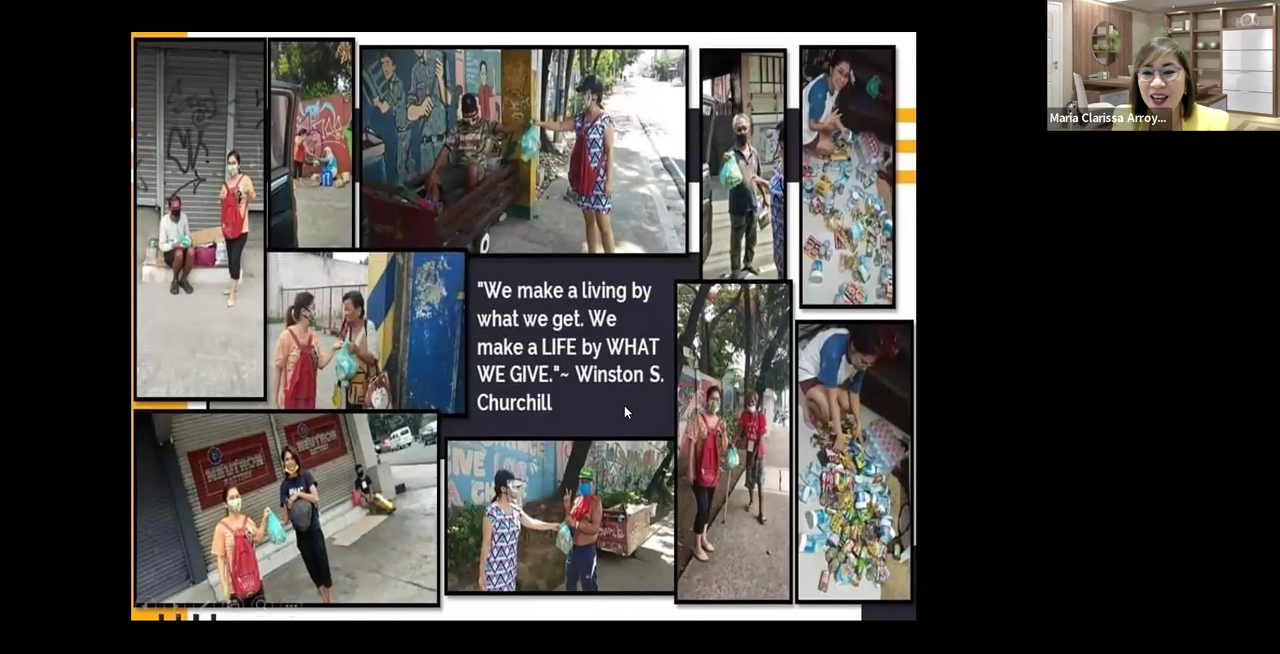 Maria Clarissa Arroy...
"We make a living by
what we get. We
make a LIFE by WHAT
WE GIVE."~ Winston S.
Churchill
NEUTRON
NEUTRON